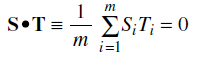 S•T ≡ 1/m ∑_{i=1}^{m} S_i T_i = 0